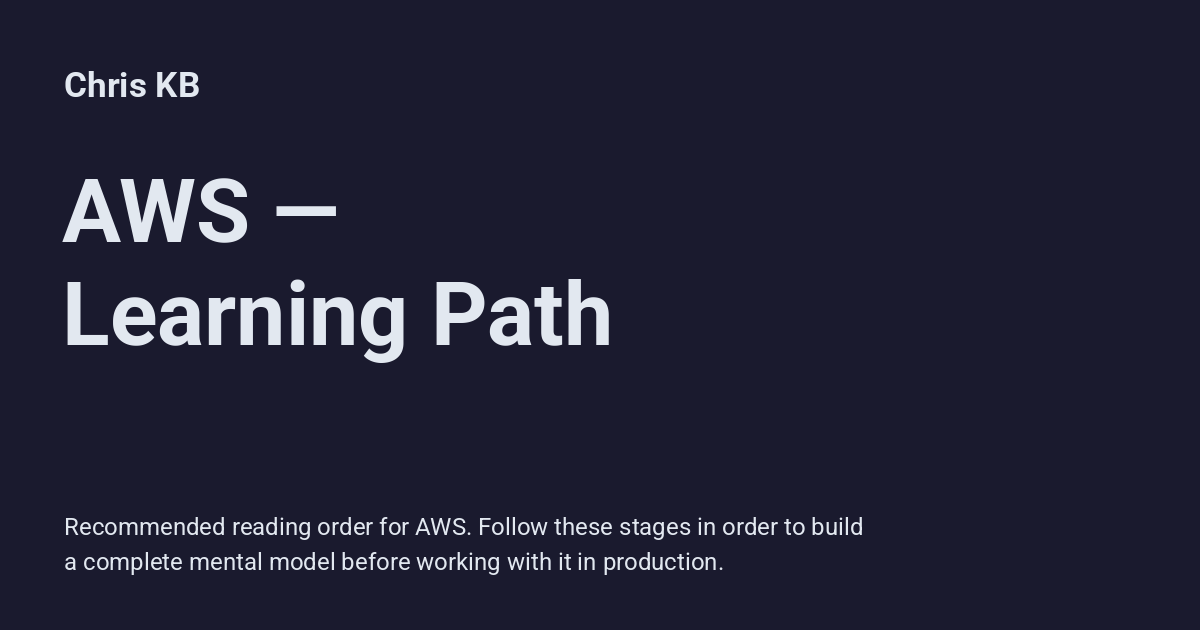 Chris KB
AWS —
Learning Path
Recommended reading order for AWS. Follow these stages in order to build
a complete mental model before working with it in production.